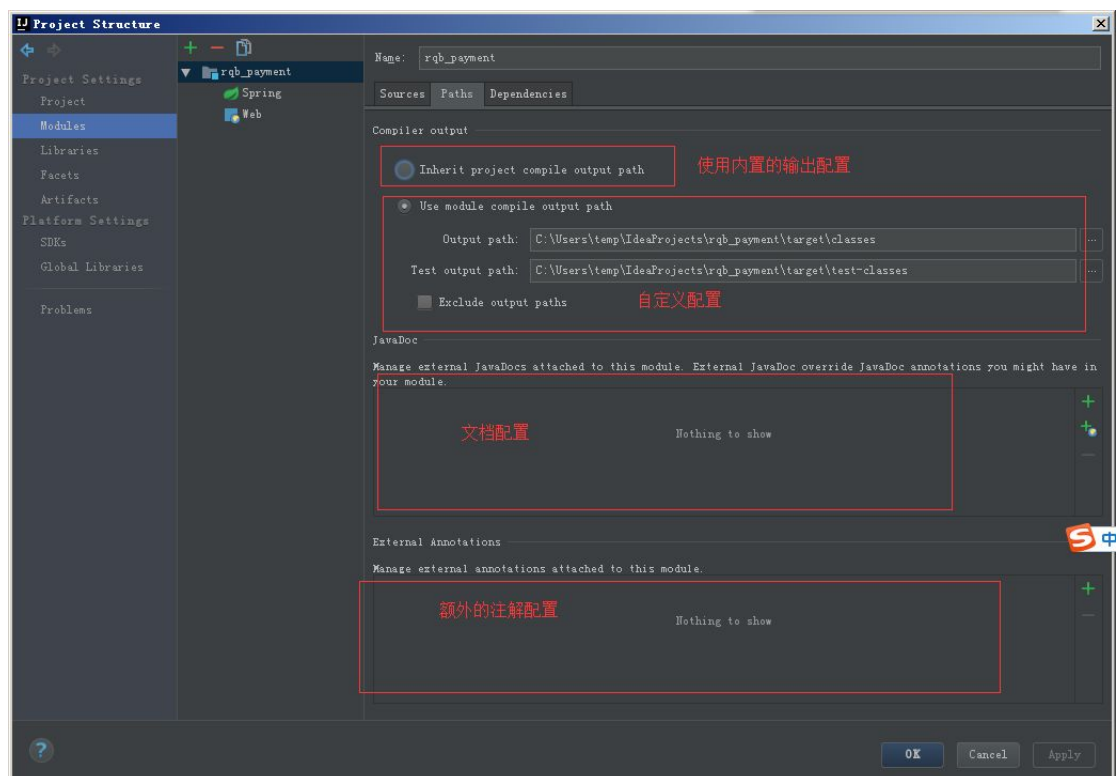 Project Structure
Project Settings
Project
Modules
Libraries
Facets
Artifacts
Platform Settings
SDKs
Global Libraries
Problems
rqb_payment
Spring
Web
Name: rqb_payment
Sources Paths Dependencies
Compiler output
Inherit project compile output path
使用内置的输出配置
Use module compile output path
Output path: C:\Users\temp\IdeaProjects\rqb_payment\target\classes
Test output path: C:\Users\temp\IdeaProjects\rqb_payment\target\test-classes
Exclude output paths
自定义配置
JavaDoc
Manage external JavaDocs attached to this module. External JavaDoc override JavaDoc annotations you might have in
your module.
文档配置
Nothing to show
External Annotations
Manage external annotations attached to this module.
额外的注解配置
Nothing to show
S 中
? OK Cancel Apply